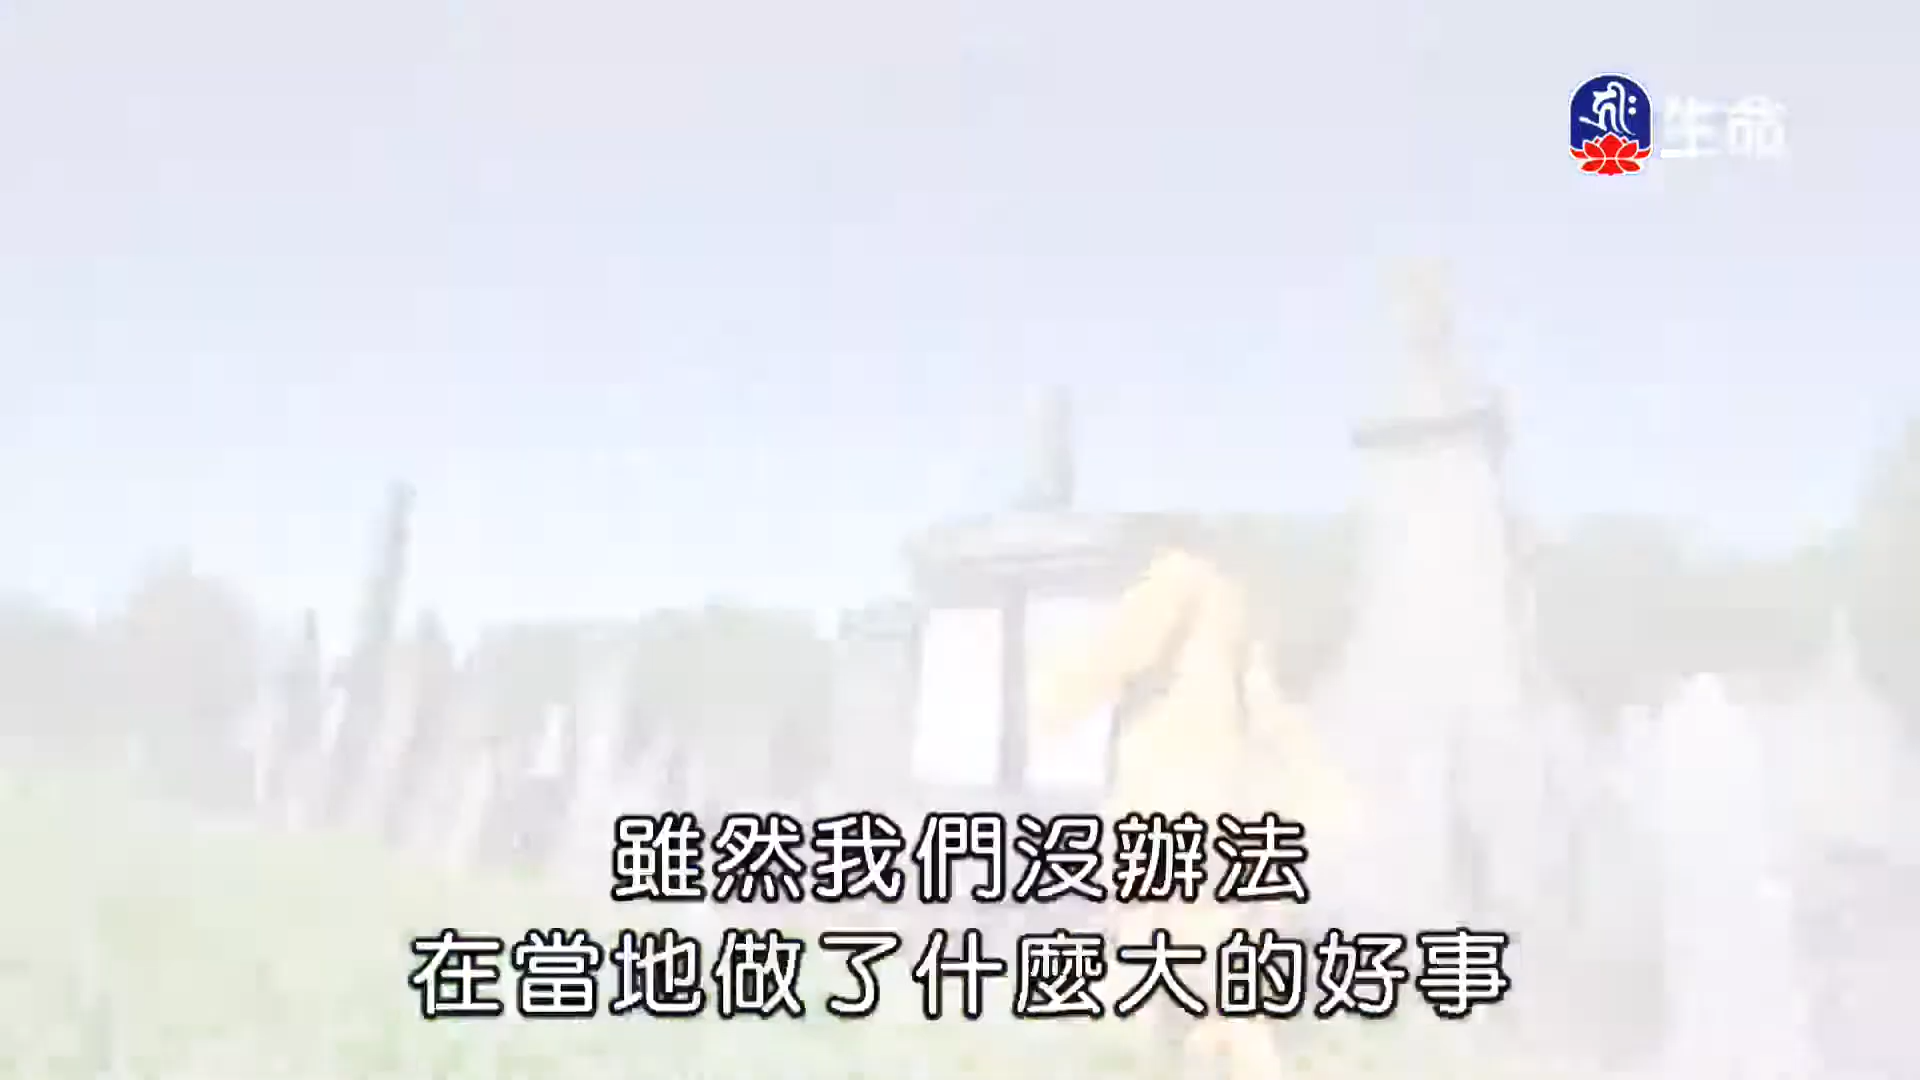 生命
雖然我們沒辦法
在當地做了什麼大的好事